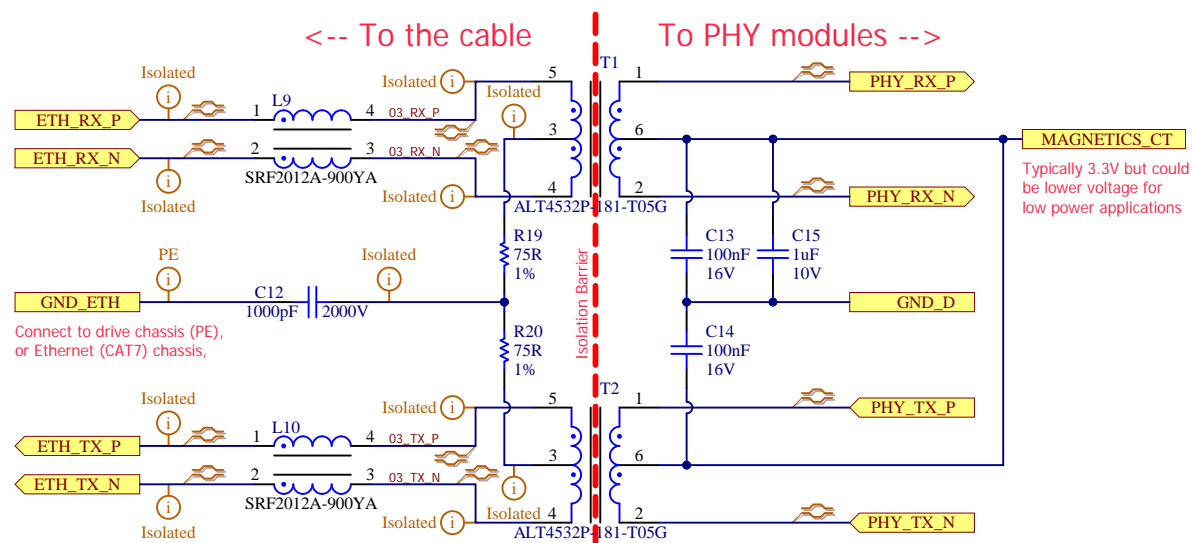 <-- To the cable
To PHY modules -->
Isolated
L9
Isolated
5
T1
1
PHY_RX_P
Isolated
ETH_RX_P
1
4
03_RX_P
3
6
MAGNETICS_CT
ETH_RX_N
2
3
03_RX_N
Typically 3.3V but could
be lower voltage for
low power applications
SRF2012A-900YA
Isolated
Isolated
4
2
PHY_RX_N
ALT4532P-181-T05G
R19
75R
1%
C13
100nF
16V
C15
1uF
10V
PE
Isolated
Isolation Barrier
GND_ETH
C12
1000pF
2000V
GND_D
Connect to drive chassis (PE),
or Ethernet (CAT7) chassis,
R20
75R
1%
C14
100nF
16V
T2
Isolated
L10
Isolated
5
1
PHY_TX_P
ETH_TX_P
1
4
03_TX_P
3
6
ETH_TX_N
2
3
03_TX_N
SRF2012A-900YA
Isolated
Isolated
Isolated
4
2
PHY_TX_N
ALT4532P-181-T05G